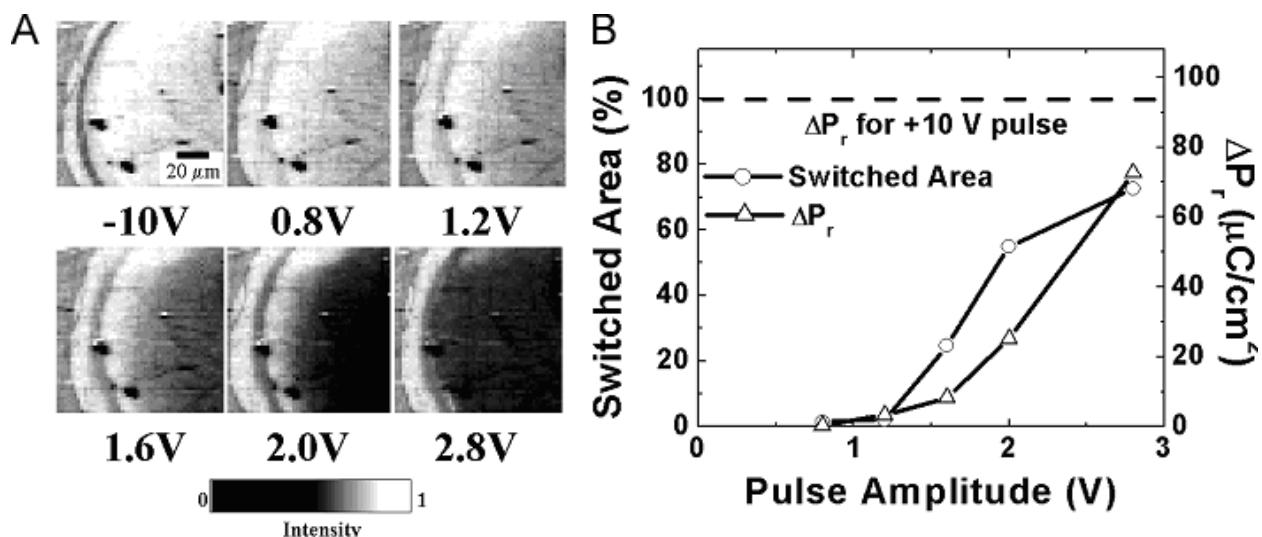 A
20 μm
-10V
0.8V
1.2V
1.6V
2.0V
2.8V
0
1
Intensity
B
Switched Area (%)
100
80
60
40
20
0
ΔPr for +10 V pulse
Switched Area
ΔPr
100
80
60
40
20
0
ΔPr (μC/cm²)
0
1
2
3
Pulse Amplitude (V)